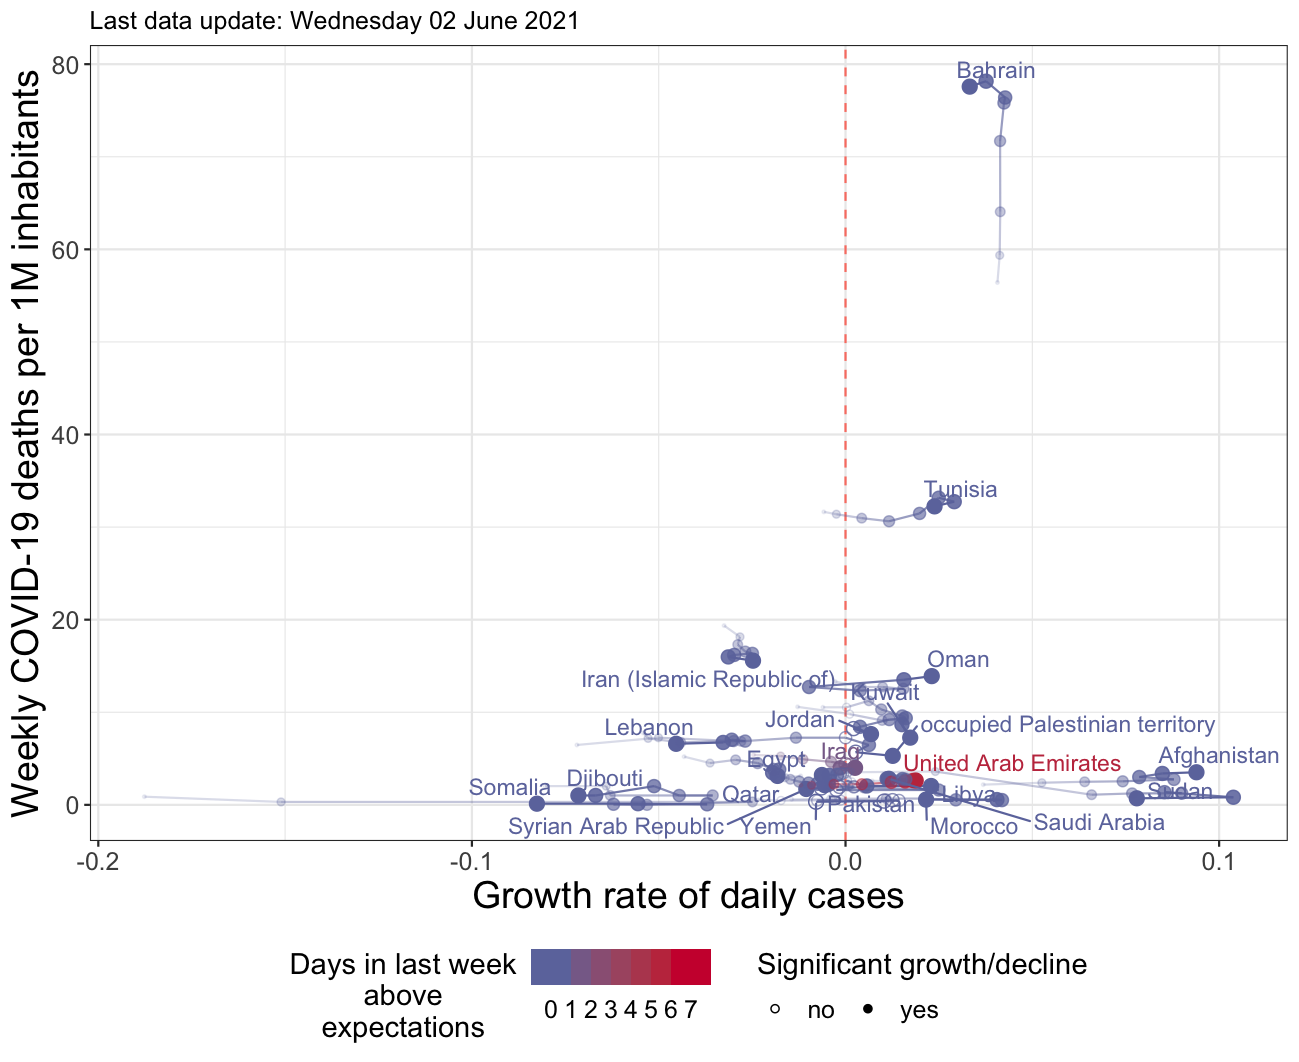 Last data update: Wednesday 02 June 2021
Weekly COVID-19 deaths per 1M inhabitants
80
60
40
20
0
Bahrain
Tunisia
Oman
Iran (Islamic Republic of)
Kuwait
Jordan
occupied Palestinian territory
Lebanon
Iraq
Egypt
United Arab Emirates
Afghanistan
Djibouti
Somalia
Qatar
Libya
Sudan
Pakistan
Syrian Arab Republic
Yemen
Morocco
Saudi Arabia
-0.2
-0.1
0.0
0.1
Growth rate of daily cases
Days in last week
above
expectations
0 1 2 3 4 5 6 7
Significant growth/decline
no
yes